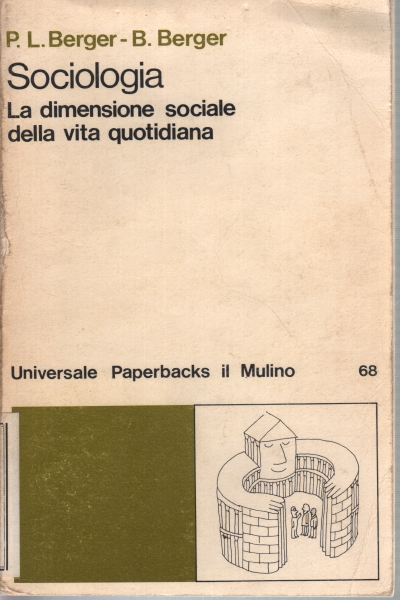 P. L. Berger - B. Berger
Sociologia
La dimensione sociale
della vita quotidiana
Universale Paperbacks il Mulino 68